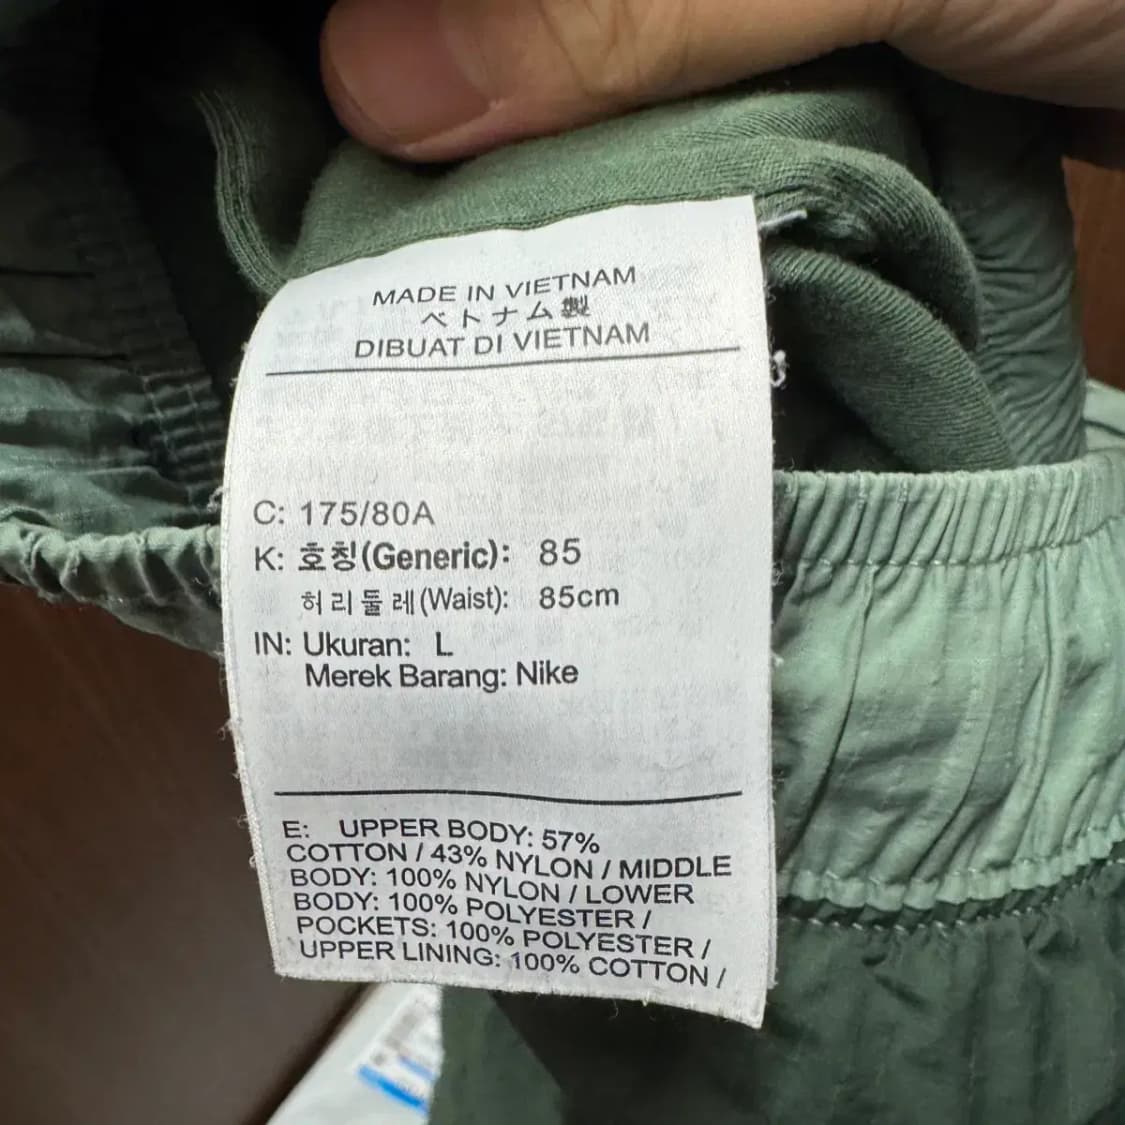 MADE IN VIETNAM
ベトナム製
DIBUAT DI VIETNAM
C: 175/80A
K: 호칭(Generic): 85
허리둘레(Waist): 85cm
IN: Ukuran: L
Merek Barang: Nike
E: UPPER BODY: 57%
COTTON / 43% NYLON / MIDDLE
BODY: 100% NYLON / LOWER
BODY: 100% POLYESTER /
POCKETS: 100% POLYESTER /
UPPER LINING: 100% COTTON /